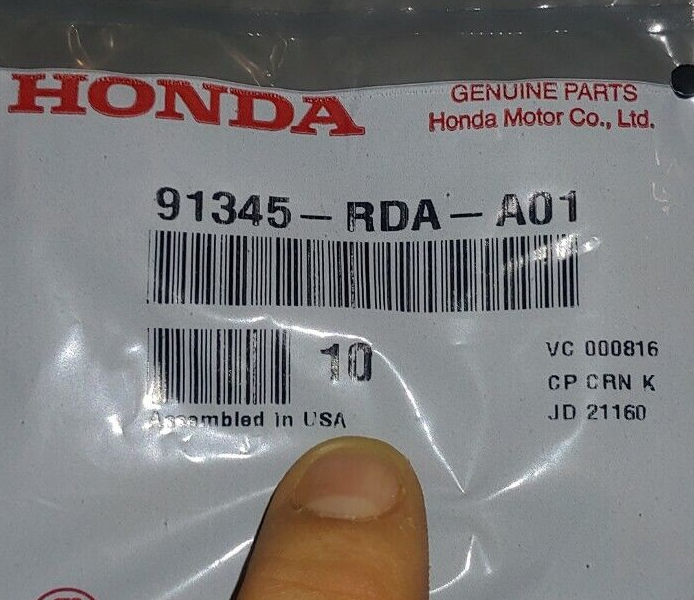 HONDA
GENUINE PARTS
Honda Motor Co., Ltd.
91345-RDA-A01
10
VC 000816
CP CRN K
JD 21160
Assembled in USA